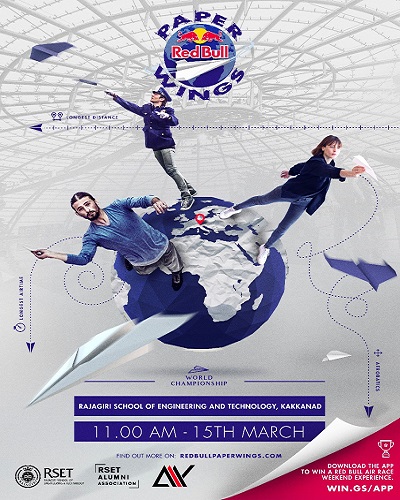 PAPER
Red Bull
WINGS
LONGEST DISTANCE
LONGEST AIRTIME
AEROBATICS
WORLD
CHAMPIONSHIP
RAJAGIRI SCHOOL OF ENGINEERING AND TECHNOLOGY, KAKKANAD
11.00 AM - 15TH MARCH
FIND OUT MORE ON: REDBULLPAPERWINGS.COM
RSET
RSET
ALUMNI
ASSOCIATION
DOWNLOAD THE APP
TO WIN A RED BULL AIR RACE
WEEKEND EXPERIENCE.
WIN.GS/APP